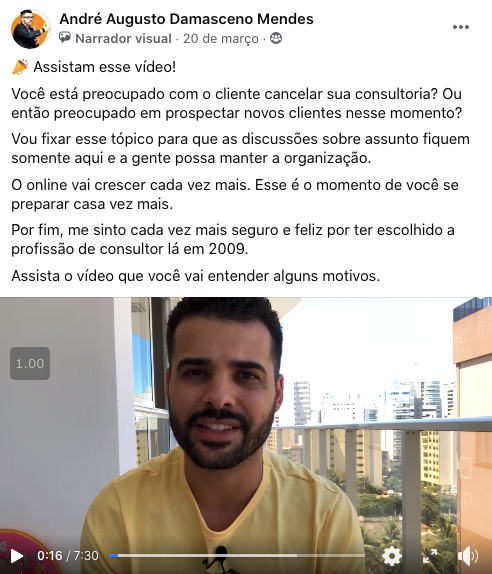 André Augusto Damasceno Mendes
Narrador visual · 20 de março ·
Assistam esse vídeo!
Você está preocupado com o cliente cancelar sua consultoria? Ou
então preocupado em prospectar novos clientes nesse momento?
Vou fixar esse tópico para que as discussões sobre assunto fiquem
somente aqui e a gente possa manter a organização.
O online vai crescer cada vez mais. Esse é o momento de você se
preparar casa vez mais.
Por fim, me sinto cada vez mais seguro e feliz por ter escolhido a
profissão de consultor lá em 2009.
Assista o vídeo que você vai entender alguns motivos.
1.00
0:16 / 7:30